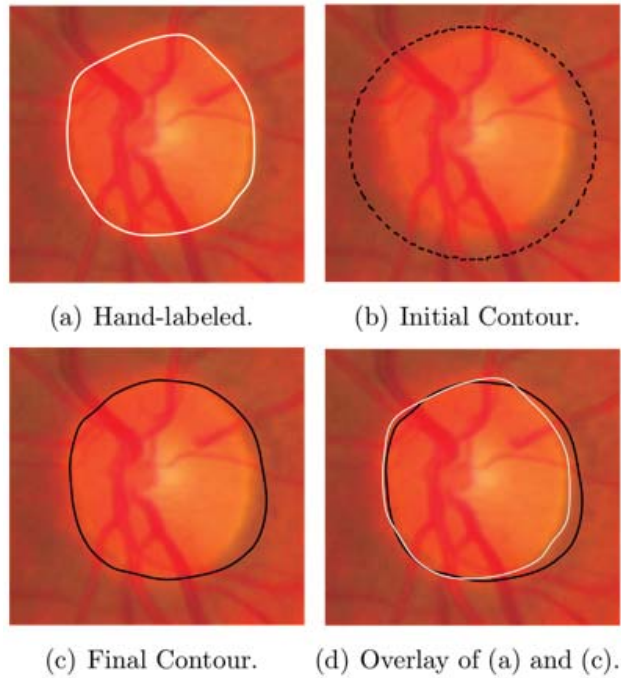 (a) Hand-labeled.
(b) Initial Contour.
(c) Final Contour.
(d) Overlay of (a) and (c).